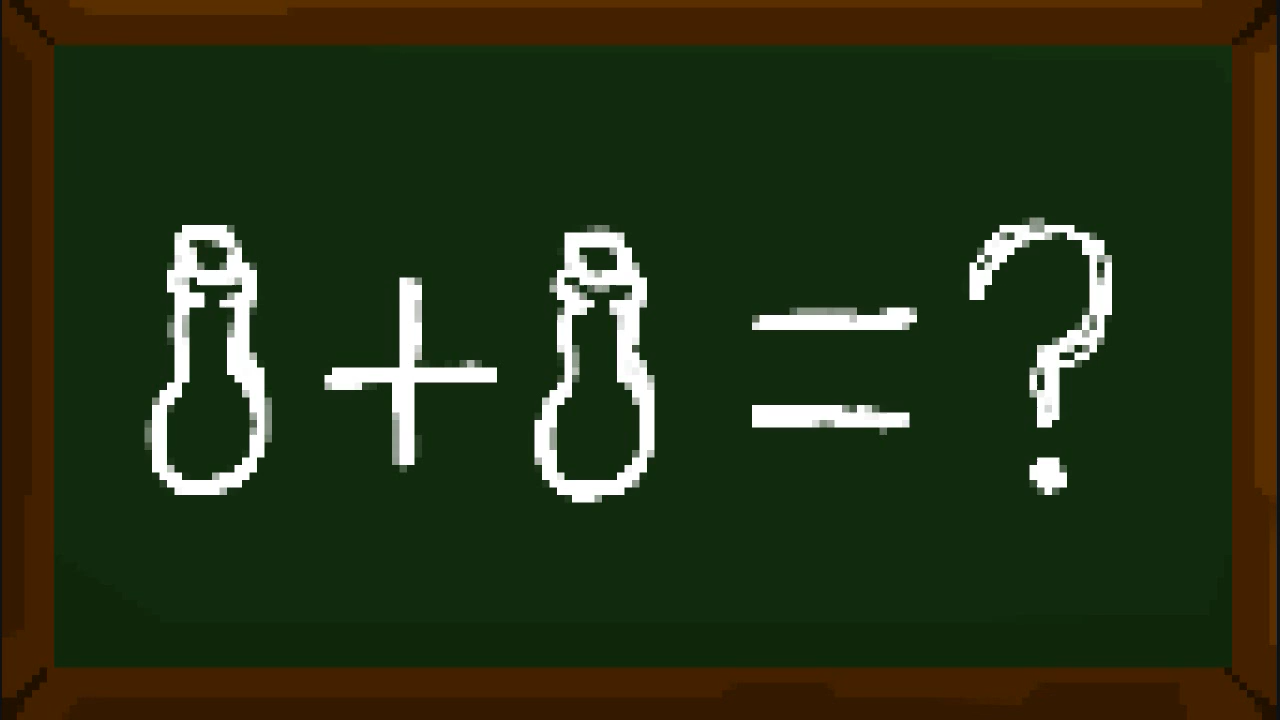 + = ?